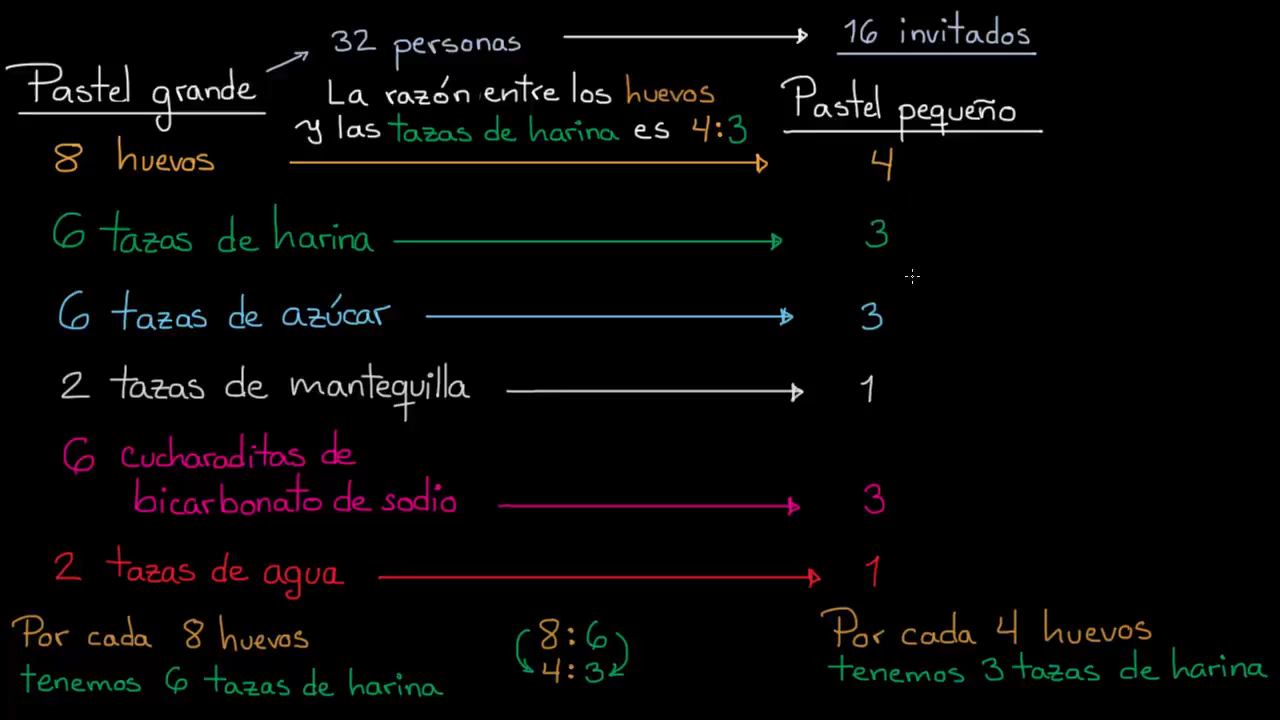 32 personas
16 invitados
Pastel grande
La razón entre los huevos
y las tazas de harina es 4:3
Pastel pequeño
8 huevos
4
6 tazas de harina
3
6 tazas de azúcar
3
2 tazas de mantequilla
1
6 cucharaditas de
bicarbonato de sodio
3
2 tazas de agua
1
Por cada 8 huevos
tenemos 6 tazas de harina
8:6
4:3
Por cada 4 huevos
tenemos 3 tazas de harina